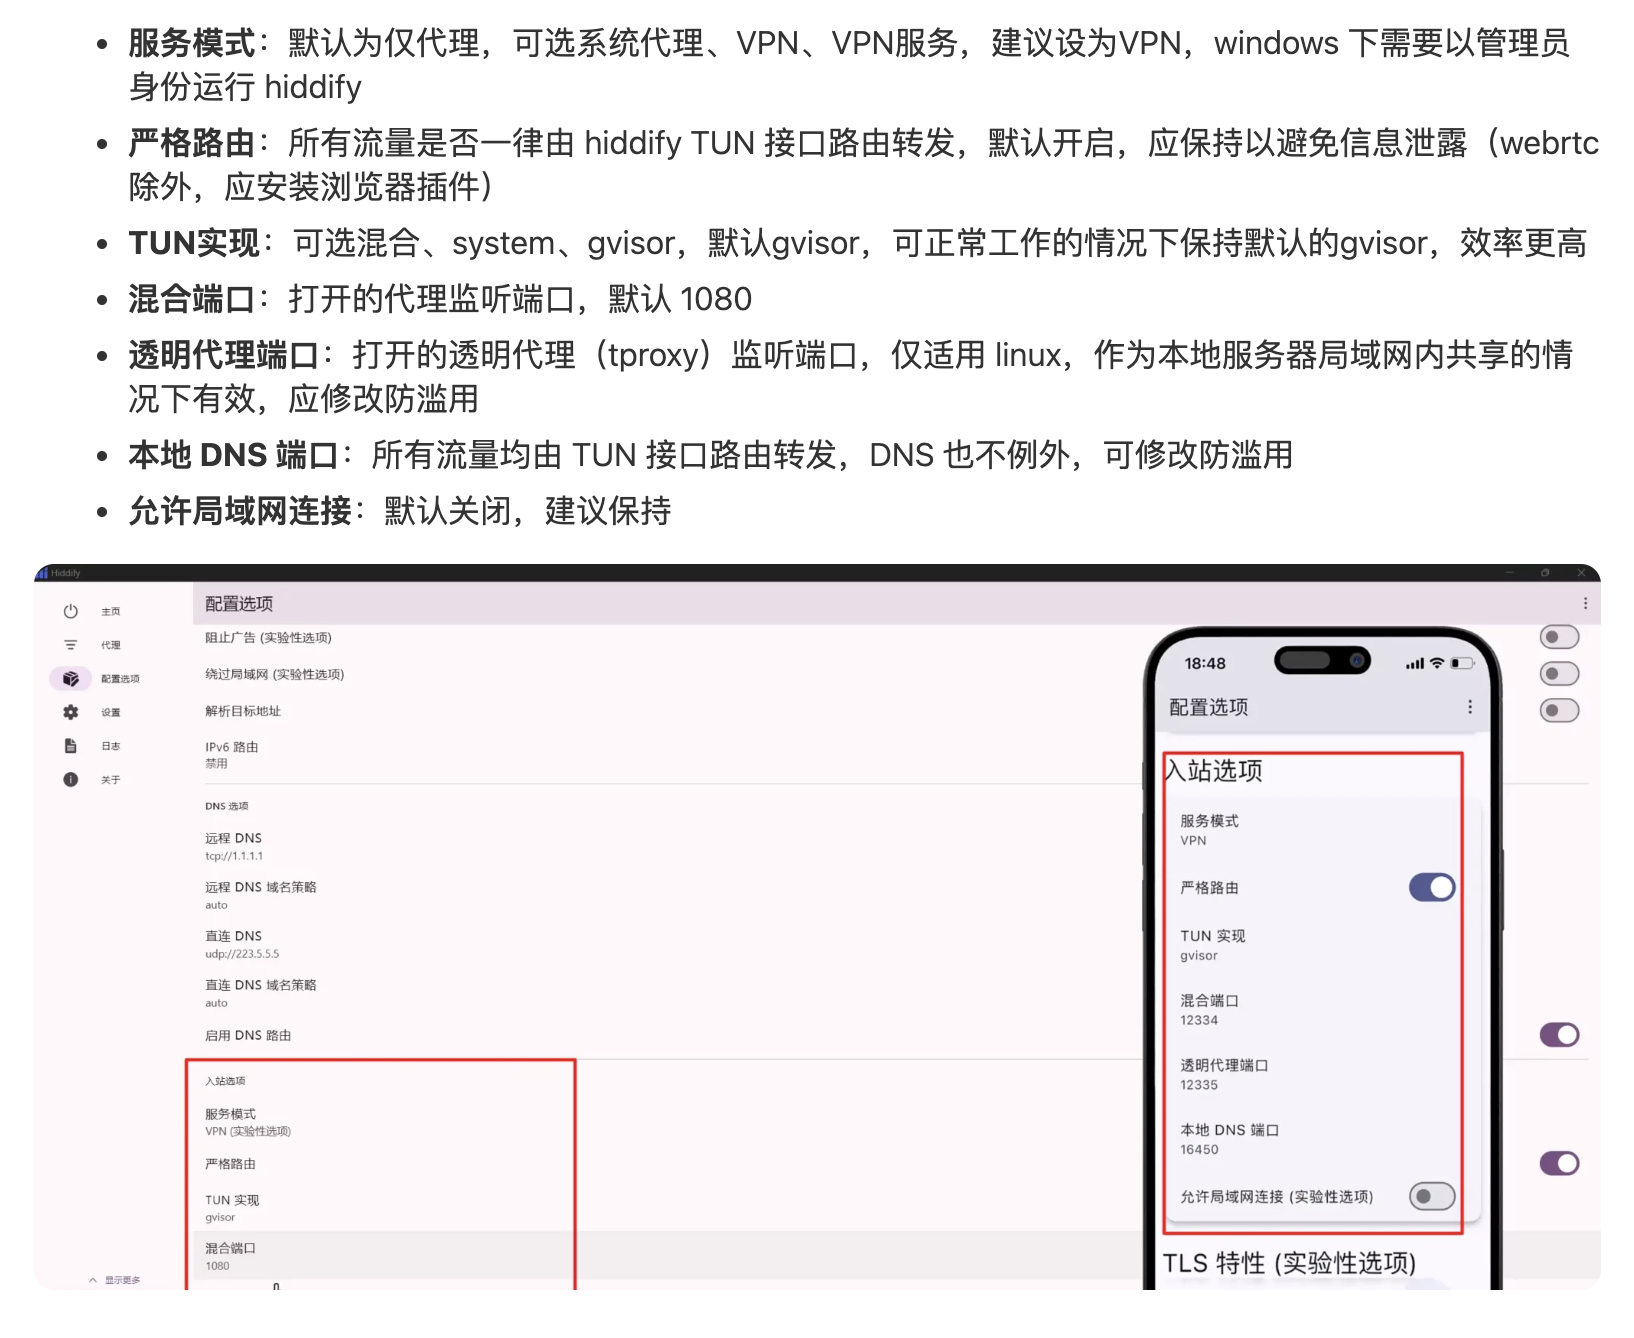 服务模式：默认为仅代理，可选系统代理、VPN、VPN服务，建议设为VPN，windows 下需要以管理员
身份运行 hiddify
严格路由：所有流量是否一律由 hiddify TUN 接口路由转发，默认开启，应保持以避免信息泄露（webrtc
除外，应安装浏览器插件）
TUN实现：可选混合、system、gvisor，默认gvisor，可正常工作的情况下保持默认的gvisor，效率更高
混合端口：打开的代理监听端口，默认 1080
透明代理端口：打开的透明代理（tproxy）监听端口，仅适用 linux，作为本地服务器局域网内共享的情
况下有效，应修改防滥用
本地 DNS 端口：所有流量均由 TUN 接口路由转发，DNS 也不例外，可修改防滥用
允许局域网连接：默认关闭，建议保持
Hiddify
主页
代理
配置选项
设置
日志
关于
显示更多
配置选项
阻止广告 (实验性选项)
绕过局域网 (实验性选项)
解析目标地址
IPv6 路由
禁用
DNS 选项
远程 DNS
tcp://1.1.1.1
远程 DNS 域名策略
auto
直连 DNS
udp://223.5.5.5
直连 DNS 域名策略
auto
启用 DNS 路由
入站选项
服务模式
VPN (实验性选项)
严格路由
TUN 实现
gvisor
混合端口
1080
18:48
配置选项
入站选项
服务模式
VPN
严格路由
TUN 实现
gvisor
混合端口
12334
透明代理端口
12335
本地 DNS 端口
16450
允许局域网连接 (实验性选项)
TLS 特性 (实验性选项)